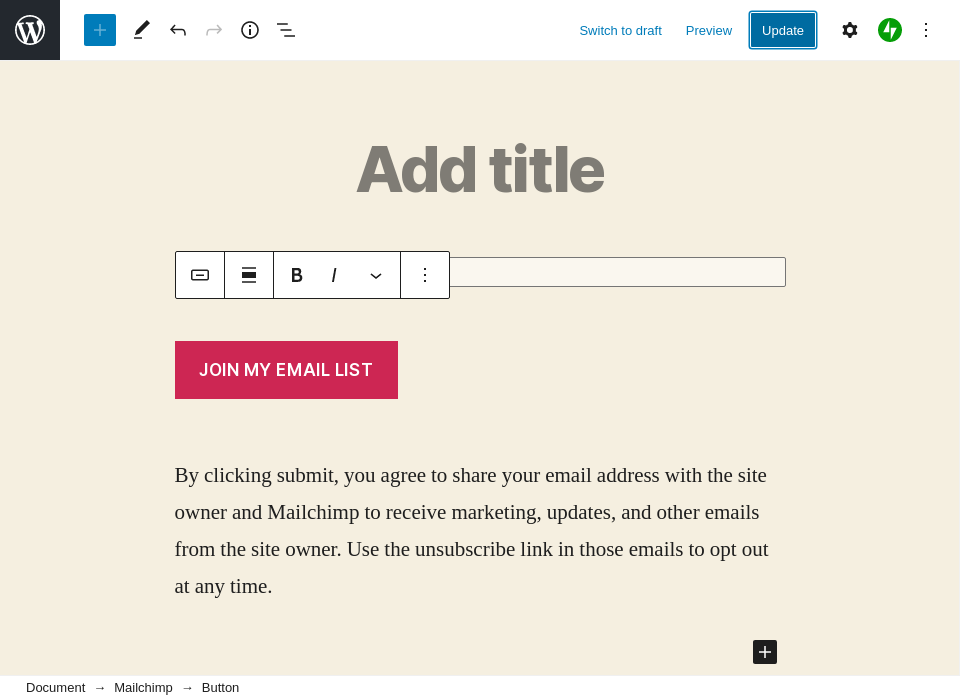 Switch to draft Preview Update
Add title
B I
JOIN MY EMAIL LIST
By clicking submit, you agree to share your email address with the site
owner and Mailchimp to receive marketing, updates, and other emails
from the site owner. Use the unsubscribe link in those emails to opt out
at any time.
Document → Mailchimp → Button